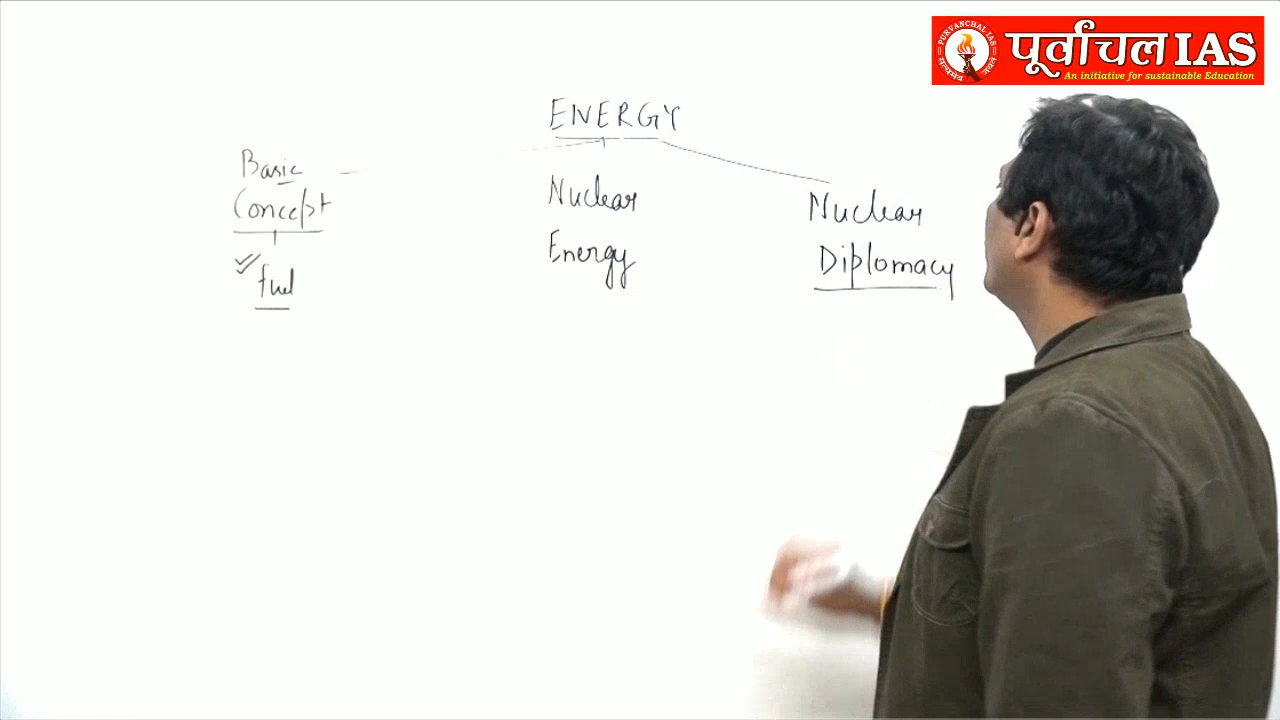 PURVANCHAL IAS
पूर्वांचल IAS
An initiative for sustainable Education
ENERGY
Basic
Concept
fuel
Nuclear
Energy
Nuclear
Diplomacy